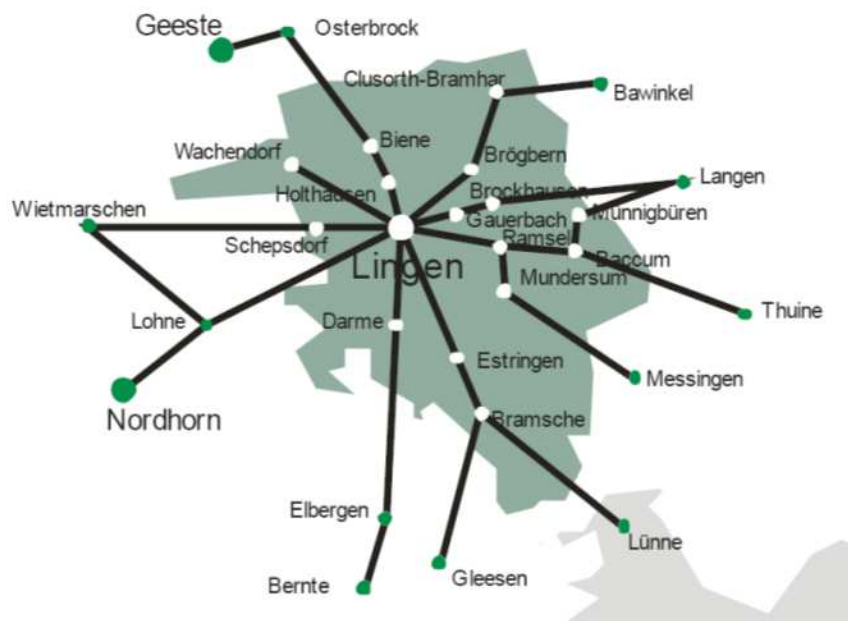 Geeste
Osterbrock
Clusorth-Bramhar
Bawinkel
Biene
Wachendorf
Brögbern
Holthausen
Brockhausen
Langen
Wietmarschen
Gauerbach
Münnigbüren
Schepsdorf
Ramsel
Baccum
Lingen
Mundersum
Lohne
Darme
Thuine
Estringen
Messingen
Nordhorn
Bramsche
Elbergen
Lünne
Bernte
Gleesen